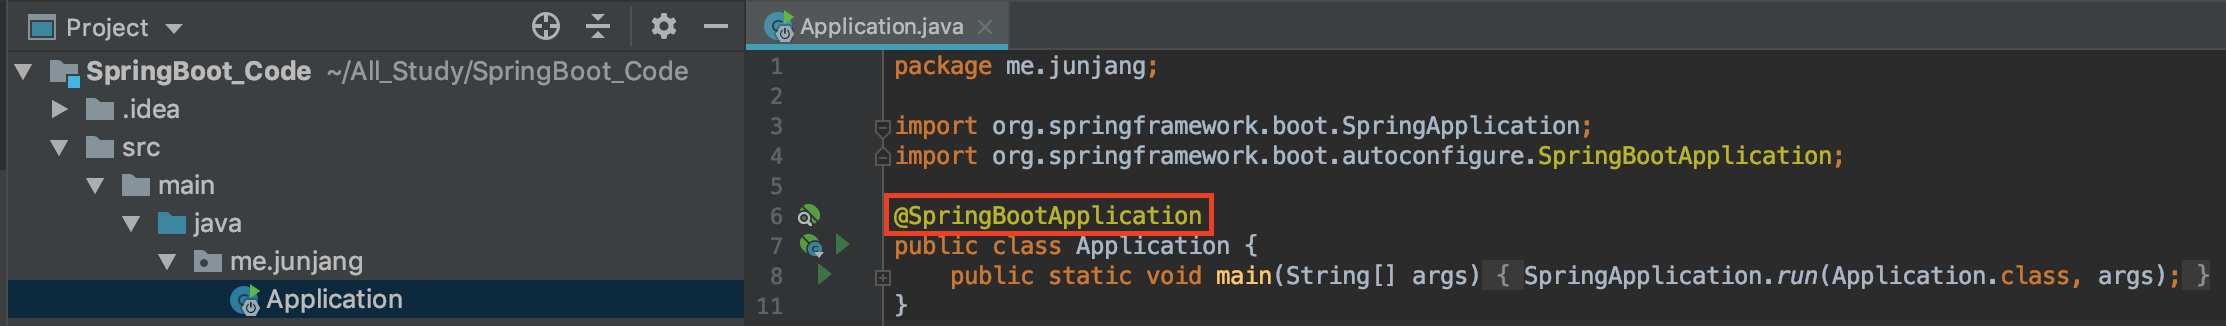 Project
SpringBoot_Code ~/All_Study/SpringBoot_Code
.idea
src
main
java
me.junjang
Application
Application.java
1 package me.junjang;
2
3 import org.springframework.boot.SpringApplication;
4 import org.springframework.boot.autoconfigure.SpringBootApplication;
5
6 @SpringBootApplication
7 public class Application {
8 public static void main(String[] args) { SpringApplication.run(Application.class, args); }
11 }